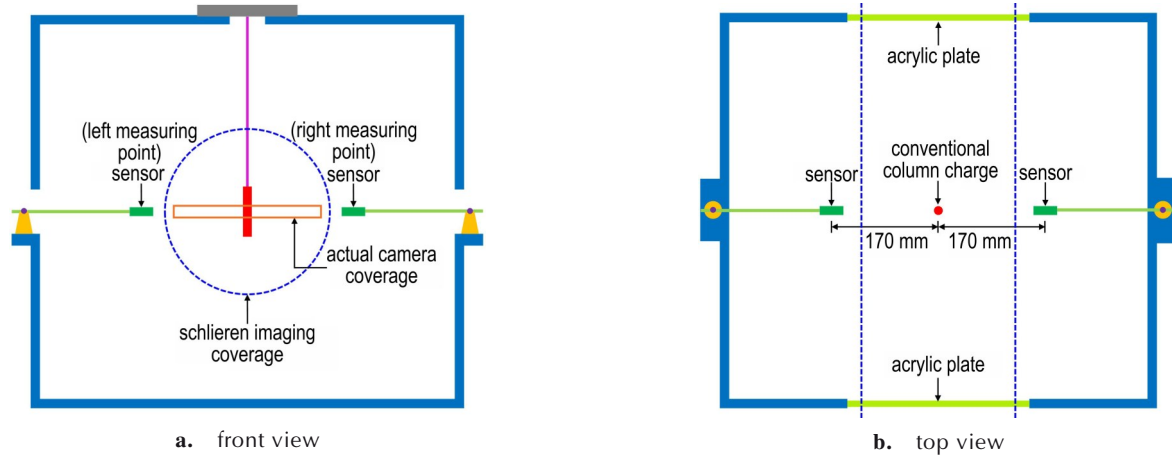 (left measuring
point)
sensor
(right measuring
point)
sensor
actual camera
coverage
schlieren imaging
coverage
a. front view
acrylic plate
sensor
conventional
column charge
sensor
170 mm
170 mm
acrylic plate
b. top view